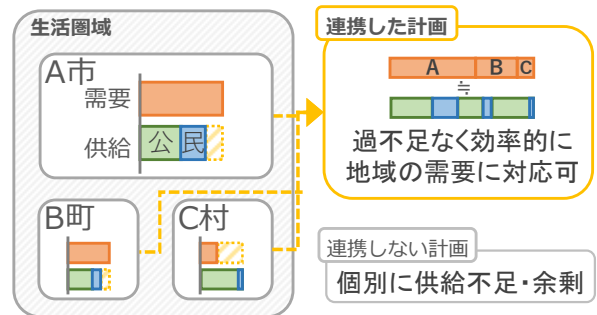 生活圏域
A市
需要
供給
公 民
B町
C村
連携した計画
A B C
≒
過不足なく効率的に
地域の需要に対応可
連携しない計画
個別に供給不足・余剰